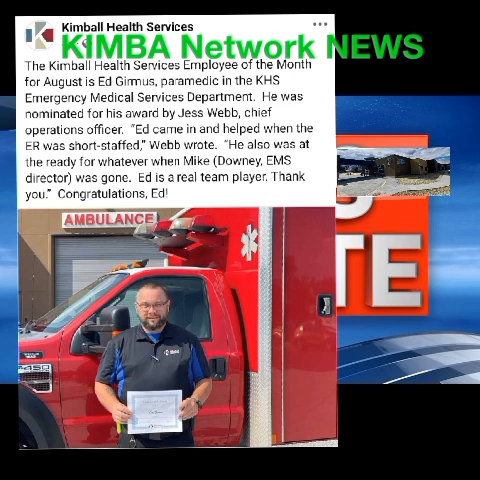 Kimball Health Services
KIMBA Network NEWS
The Kimball Health Services Employee of the Month
for August is Ed Girmus, paramedic in the KHS
Emergency Medical Services Department. He was
nominated for his award by Jess Webb, chief
operations officer. “Ed came in and helped when the
ER was short-staffed,” Webb wrote. “He also was at
the ready for whatever when Mike (Downey, EMS
director) was gone. Ed is a real team player. Thank
you.” Congratulations, Ed!
AMBULANCE
F-450
TE